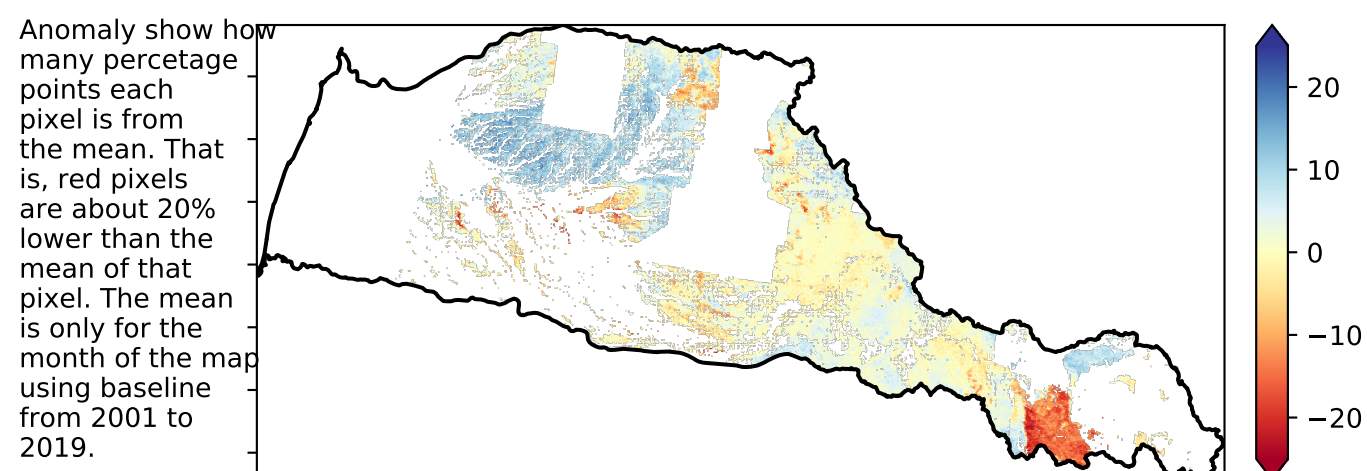 Anomaly show how
many percetage
points each
pixel is from
the mean. That
is, red pixels
are about 20%
lower than the
mean of that
pixel. The mean
is only for the
month of the map
using baseline
from 2001 to
2019.
20
10
0
−10
−20